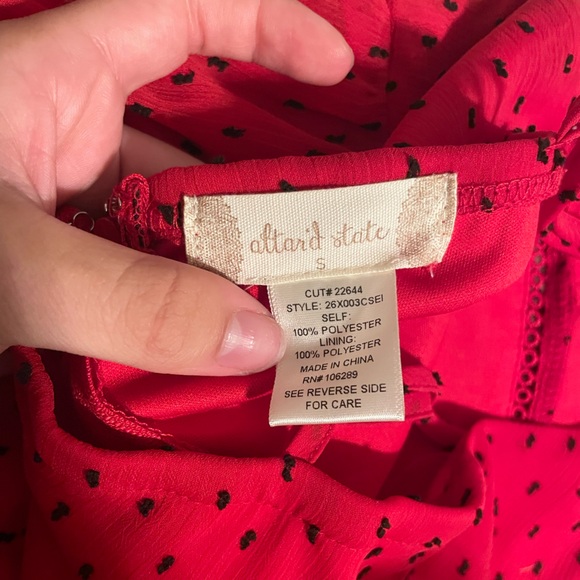 altar'd state
S
CUT# 22644
STYLE: 26X003CSEI
SELF:
100% POLYESTER
LINING:
100% POLYESTER
MADE IN CHINA
RN# 106289
SEE REVERSE SIDE
FOR CARE